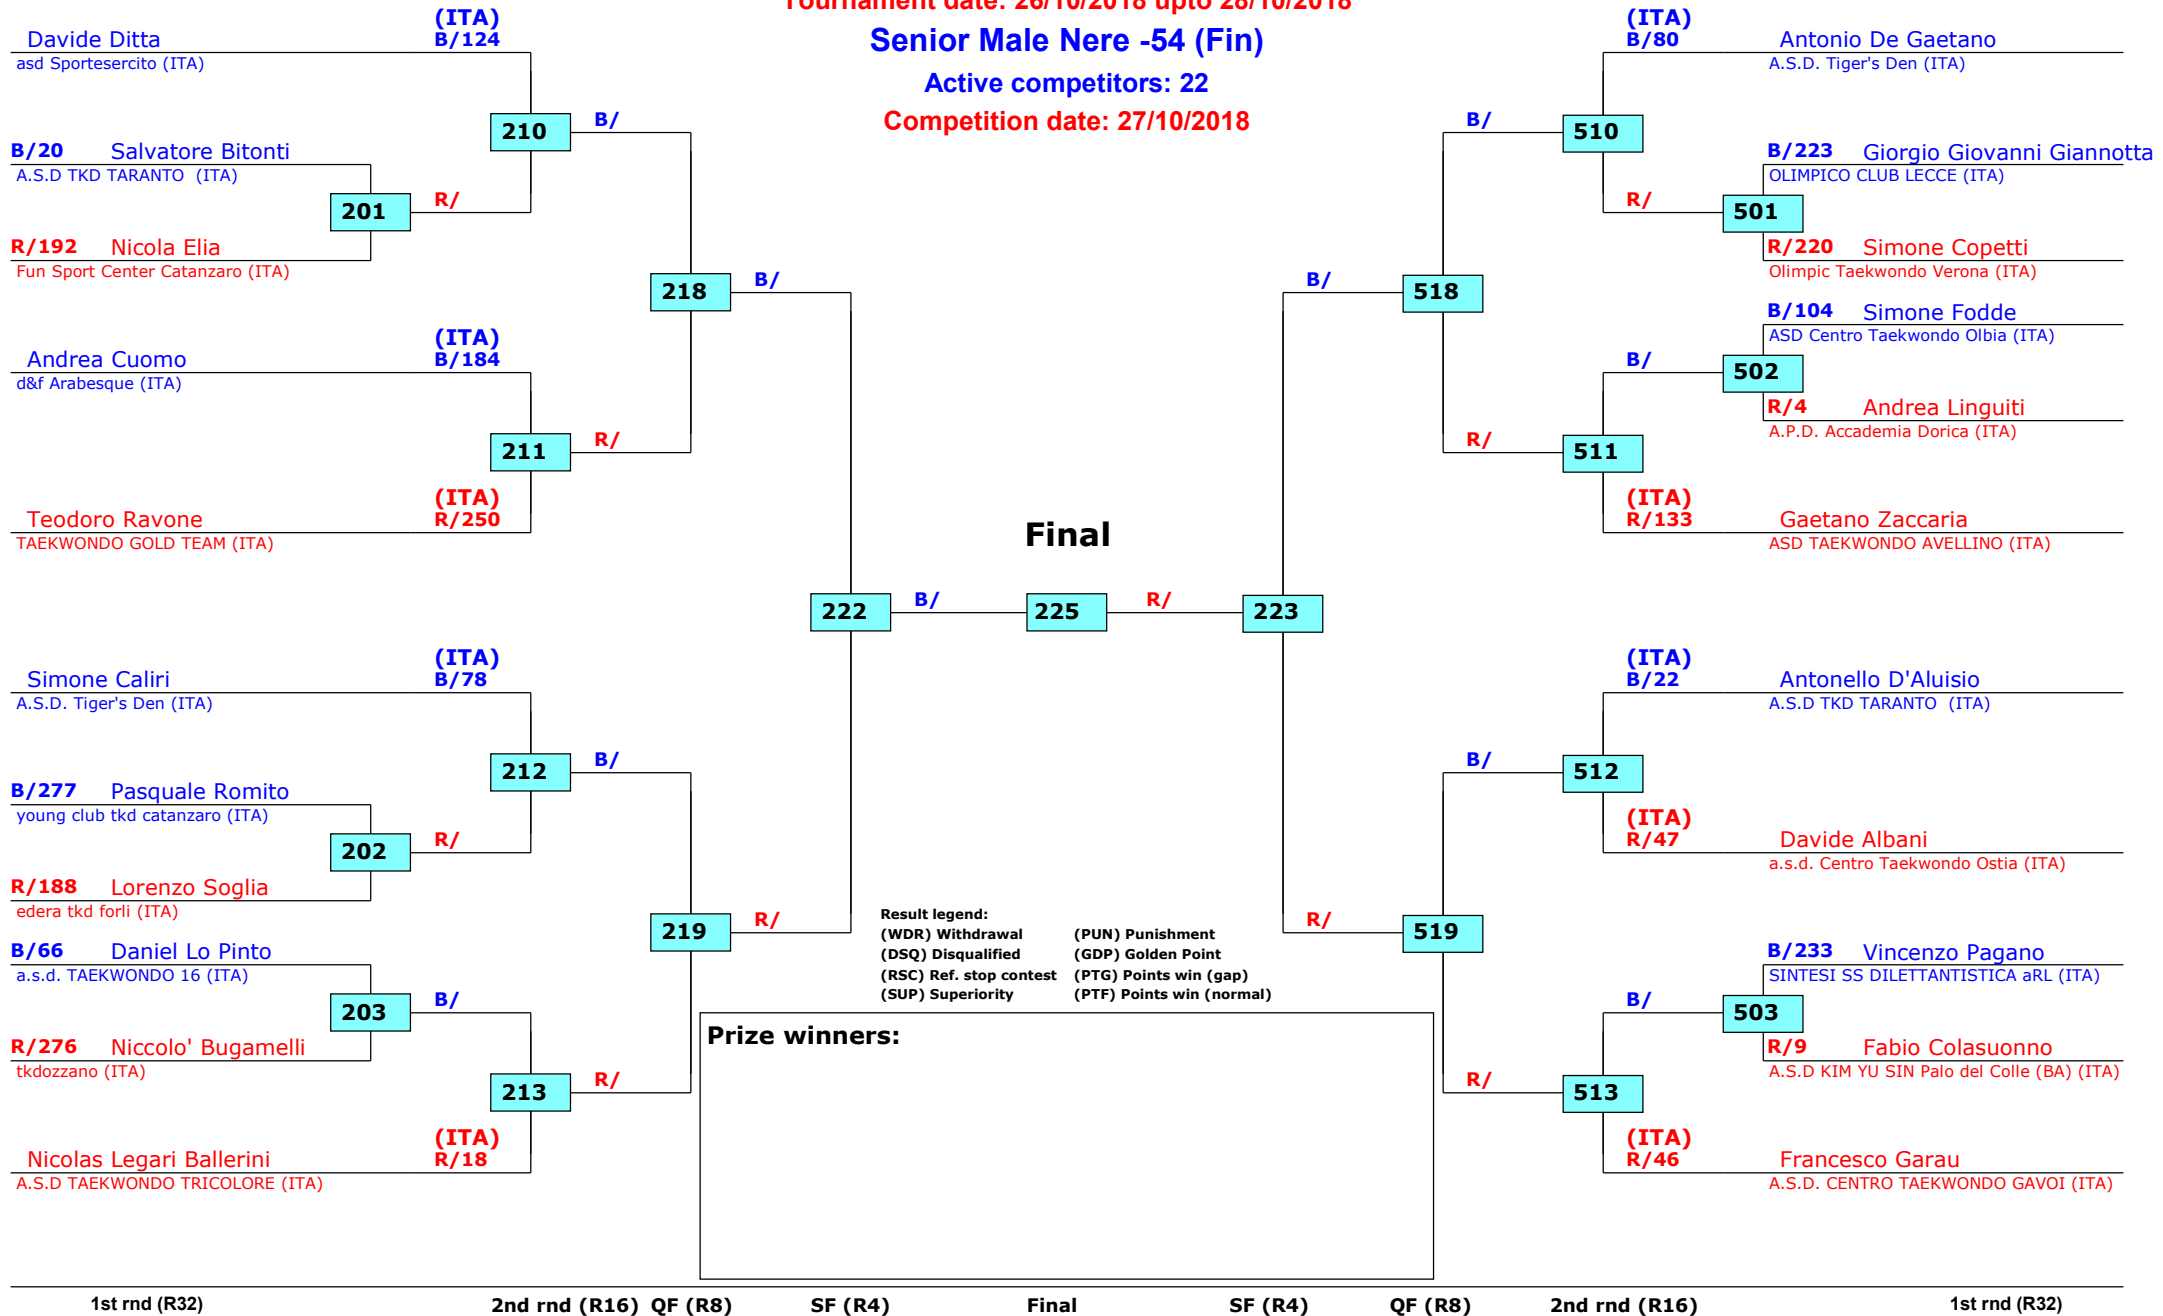 Tournament date: 26/10/2018 upto 28/10/2018
Senior Male Nere -54 (Fin)
Active competitors: 22
Competition date: 27/10/2018
(ITA)
Davide Ditta B/124
asd Sportesercito (ITA)
210
B/
B/20 Salvatore Bitonti
A.S.D TKD TARANTO (ITA)
201
R/
R/192 Nicola Elia
Fun Sport Center Catanzaro (ITA)
218
B/
(ITA)
Andrea Cuomo B/184
d&f Arabesque (ITA)
211
R/
(ITA)
Teodoro Ravone R/250
TAEKWONDO GOLD TEAM (ITA)
222
B/
(ITA)
Simone Caliri B/78
A.S.D. Tiger's Den (ITA)
212
B/
B/277 Pasquale Romito
young club tkd catanzaro (ITA)
202
R/
R/188 Lorenzo Soglia
edera tkd forli (ITA)
219
R/
B/66 Daniel Lo Pinto
a.s.d. TAEKWONDO 16 (ITA)
203
B/
R/276 Niccolo' Bugamelli
tkdozzano (ITA)
213
R/
(ITA)
Nicolas Legari Ballerini R/18
A.S.D TAEKWONDO TRICOLORE (ITA)
Final
225
R/
223
(ITA)
B/80 Antonio De Gaetano
A.S.D. Tiger's Den (ITA)
B/
510
B/223 Giorgio Giovanni Giannotta
OLIMPICO CLUB LECCE (ITA)
R/
501
R/220 Simone Copetti
Olimpic Taekwondo Verona (ITA)
B/
518
B/104 Simone Fodde
ASD Centro Taekwondo Olbia (ITA)
B/
502
R/4 Andrea Linguiti
A.P.D. Accademia Dorica (ITA)
R/
511
(ITA)
R/133 Gaetano Zaccaria
ASD TAEKWONDO AVELLINO (ITA)
(ITA)
B/22 Antonello D'Aluisio
A.S.D TKD TARANTO (ITA)
B/
512
(ITA)
R/47 Davide Albani
a.s.d. Centro Taekwondo Ostia (ITA)
R/
519
B/233 Vincenzo Pagano
SINTESI SS DILETTANTISTICA aRL (ITA)
B/
503
R/9 Fabio Colasuonno
A.S.D KIM YU SIN Palo del Colle (BA) (ITA)
R/
513
(ITA)
R/46 Francesco Garau
A.S.D. CENTRO TAEKWONDO GAVOI (ITA)
Result legend:
(WDR) Withdrawal (PUN) Punishment
(DSQ) Disqualified (GDP) Golden Point
(RSC) Ref. stop contest (PTG) Points win (gap)
(SUP) Superiority (PTF) Points win (normal)
Prize winners:
1st rnd (R32) 2nd rnd (R16) QF (R8) SF (R4) Final SF (R4) QF (R8) 2nd rnd (R16) 1st rnd (R32)